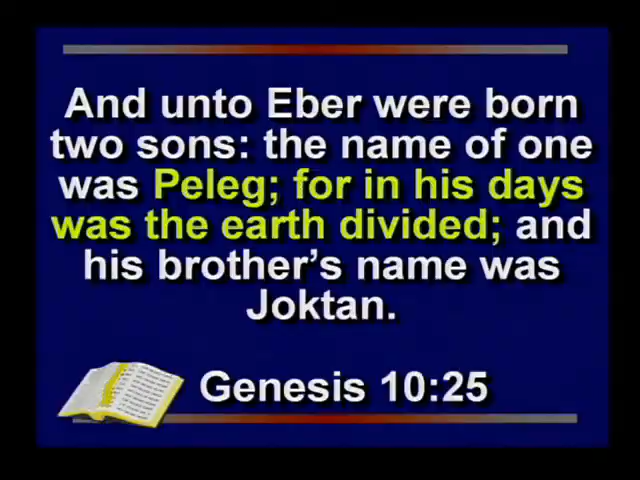 And unto Eber were born
two sons: the name of one
was Peleg; for in his days
was the earth divided; and
his brother's name was
Joktan.
Genesis 10:25